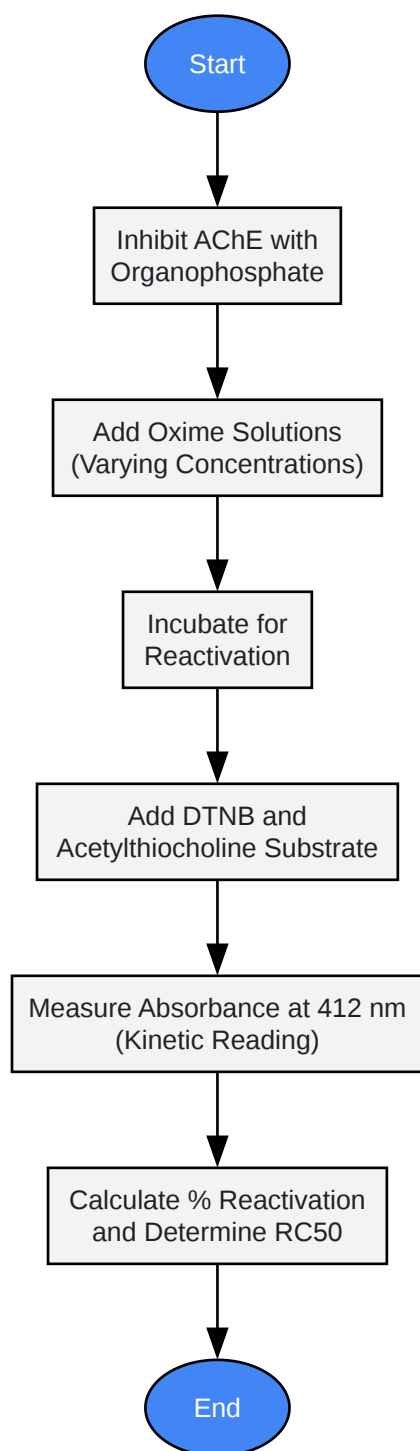 Start
Inhibit AChE with
Organophosphate
Add Oxime Solutions
(Varying Concentrations)
Incubate for
Reactivation
Add DTNB and
Acetylthiocholine Substrate
Measure Absorbance at 412 nm
(Kinetic Reading)
Calculate % Reactivation
and Determine RC50
End